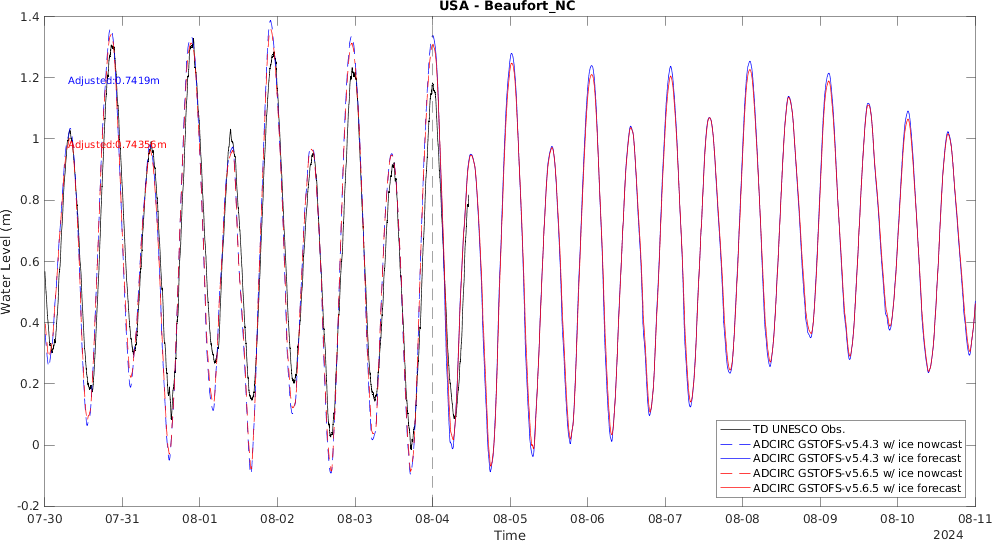 USA - Beaufort_NC
1.4
1.2
1
0.8
0.6
0.4
0.2
0
-0.2
Water Level (m)
Adjusted:0.7419m
Adjusted:0.74355m
TD UNESCO Obs.
ADCIRC GSTOFS-v5.4.3 w/ ice nowcast
ADCIRC GSTOFS-v5.4.3 w/ ice forecast
ADCIRC GSTOFS-v5.6.5 w/ ice nowcast
ADCIRC GSTOFS-v5.6.5 w/ ice forecast
07-30 07-31 08-01 08-02 08-03 08-04 08-05 08-06 08-07 08-08 08-09 08-10 08-11
Time
2024